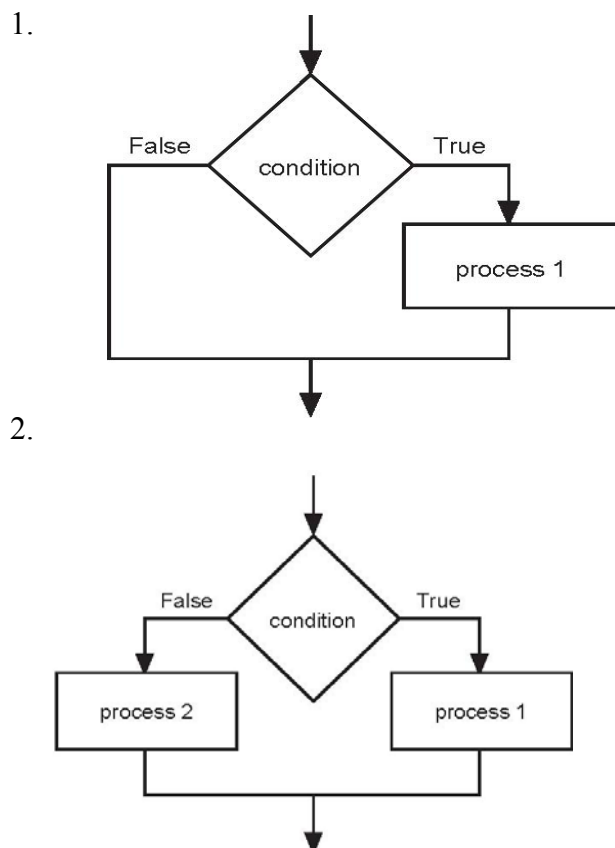 1.
False True
condition
process 1
2.
False True
condition
process 2 process 1